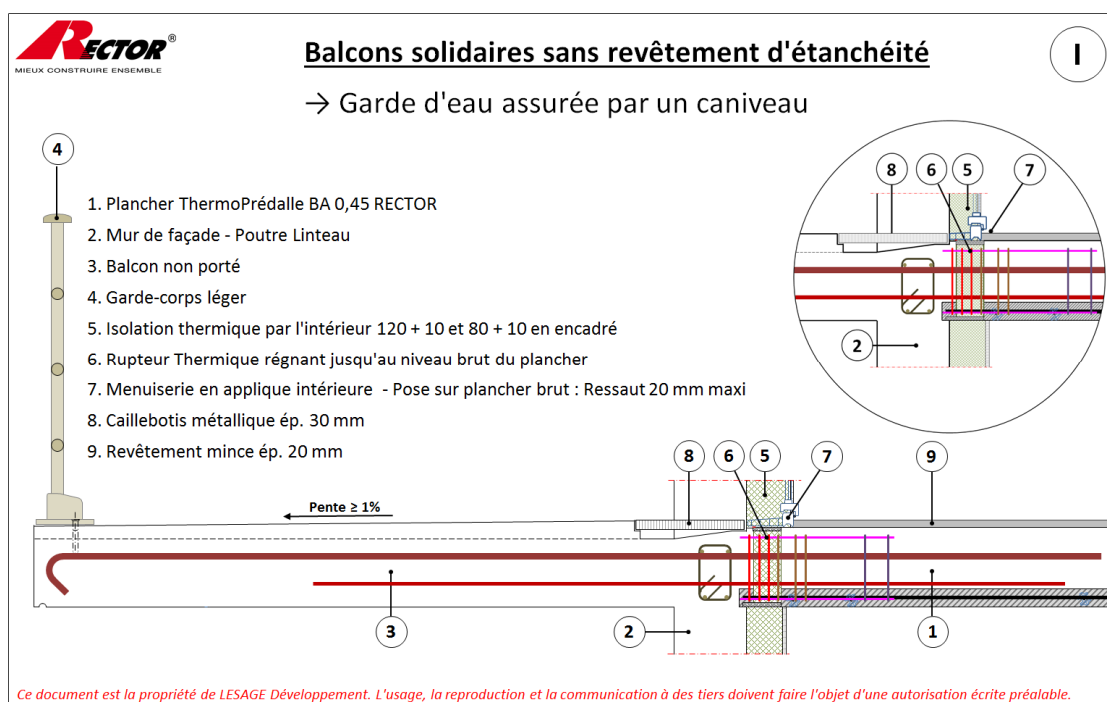 RECTOR®
MIEUX CONSTRUIRE ENSEMBLE
Balcons solidaires sans revêtement d'étanchéité
I
→ Garde d'eau assurée par un caniveau
4
8
6
5
7
1. Plancher ThermoPrédalle BA 0,45 RECTOR
2. Mur de façade - Poutre Linteau
3. Balcon non porté
4. Garde-corps léger
5. Isolation thermique par l'intérieur 120 + 10 et 80 + 10 en encadré
6. Rupteur Thermique régnant jusqu'au niveau brut du plancher
7. Menuiserie en applique intérieure - Pose sur plancher brut : Ressaut 20 mm maxi
8. Caillebotis métallique ép. 30 mm
9. Revêtement mince ép. 20 mm
2
8
6
5
7
9
Pente ≥ 1%
3
2
1
Ce document est la propriété de LESAGE Développement. L'usage, la reproduction et la communication à des tiers doivent faire l'objet d'une autorisation écrite préalable.